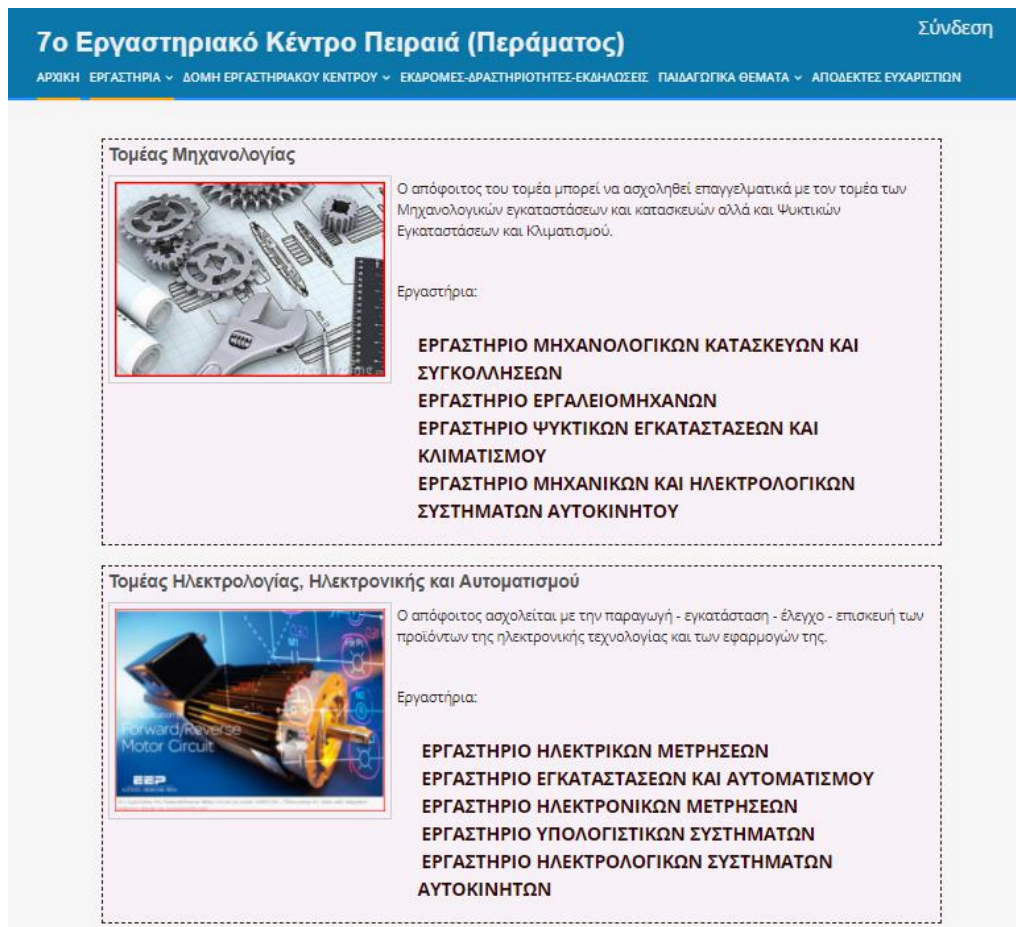 Σύνδεση
7ο Εργαστηριακό Κέντρο Πειραιά (Περάματος)
ΑΡΧΙΚΗ ΕΡΓΑΣΤΗΡΙΑ ΔΟΜΗ ΕΡΓΑΣΤΗΡΙΑΚΟΥ ΚΕΝΤΡΟΥ ΕΚΔΡΟΜΕΣ-ΔΡΑΣΤΗΡΙΟΤΗΤΕΣ-ΕΚΔΗΛΩΣΕΙΣ ΠΑΙΔΑΓΩΓΙΚΑ ΘΕΜΑΤΑ ΑΠΟΔΕΚΤΕΣ ΕΥΧΑΡΙΣΤΙΩΝ
Τομέας Μηχανολογίας
Ο απόφοιτος του τομέα μπορεί να ασχοληθεί επαγγελματικά με τον τομέα των
Μηχανολογικών εγκαταστάσεων και κατασκευών αλλά και Ψυκτικών
Εγκαταστάσεων και Κλιματισμού.
Εργαστήρια:
ΕΡΓΑΣΤΗΡΙΟ ΜΗΧΑΝΟΛΟΓΙΚΩΝ ΚΑΤΑΣΚΕΥΩΝ ΚΑΙ
ΣΥΓΚΟΛΛΗΣΕΩΝ
ΕΡΓΑΣΤΗΡΙΟ ΕΡΓΑΛΕΙΟΜΗΧΑΝΩΝ
ΕΡΓΑΣΤΗΡΙΟ ΨΥΚΤΙΚΩΝ ΕΓΚΑΤΑΣΤΑΣΕΩΝ ΚΑΙ
ΚΛΙΜΑΤΙΣΜΟΥ
ΕΡΓΑΣΤΗΡΙΟ ΜΗΧΑΝΙΚΩΝ ΚΑΙ ΗΛΕΚΤΡΟΛΟΓΙΚΩΝ
ΣΥΣΤΗΜΑΤΩΝ ΑΥΤΟΚΙΝΗΤΟΥ
Τομέας Ηλεκτρολογίας, Ηλεκτρονικής και Αυτοματισμού
Ο απόφοιτος ασχολείται με την παραγωγή - εγκατάσταση - έλεγχο - επισκευή των
προϊόντων της ηλεκτρονικής τεχνολογίας και των εφαρμογών της.
Forward/Reverse
Motor Circuit
EEP
Εργαστήρια:
ΕΡΓΑΣΤΗΡΙΟ ΗΛΕΚΤΡΙΚΩΝ ΜΕΤΡΗΣΕΩΝ
ΕΡΓΑΣΤΗΡΙΟ ΕΓΚΑΤΑΣΤΑΣΕΩΝ ΚΑΙ ΑΥΤΟΜΑΤΙΣΜΟΥ
ΕΡΓΑΣΤΗΡΙΟ ΗΛΕΚΤΡΟΝΙΚΩΝ ΜΕΤΡΗΣΕΩΝ
ΕΡΓΑΣΤΗΡΙΟ ΥΠΟΛΟΓΙΣΤΙΚΩΝ ΣΥΣΤΗΜΑΤΩΝ
ΕΡΓΑΣΤΗΡΙΟ ΗΛΕΚΤΡΟΛΟΓΙΚΩΝ ΣΥΣΤΗΜΑΤΩΝ
ΑΥΤΟΚΙΝΗΤΩΝ